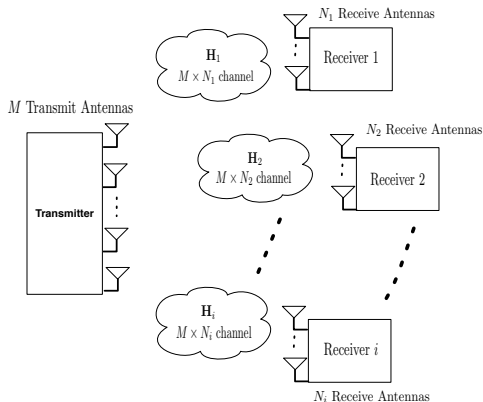 N₁ Receive Antennas
H₁
M × N₁ channel
Receiver 1
M Transmit Antennas
N₂ Receive Antennas
H₂
M × N₂ channel
Receiver 2
Transmitter
Hᵢ
M × Nᵢ channel
Receiver i
Nᵢ Receive Antennas